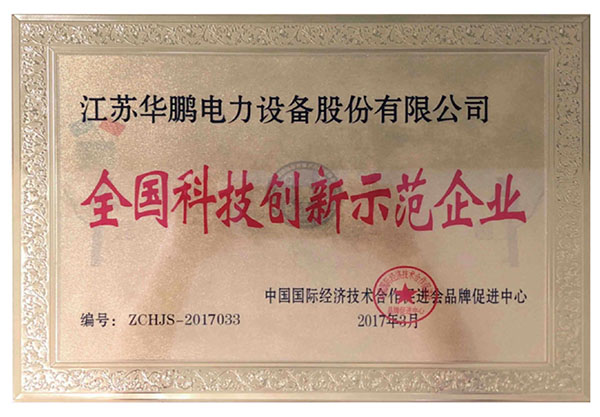 江苏华鹏电力设备股份有限公司
全国科技创新示范企业
中国国际经济技术合作促进会品牌促进中心
编号：ZCHJS-2017033
2017年3月